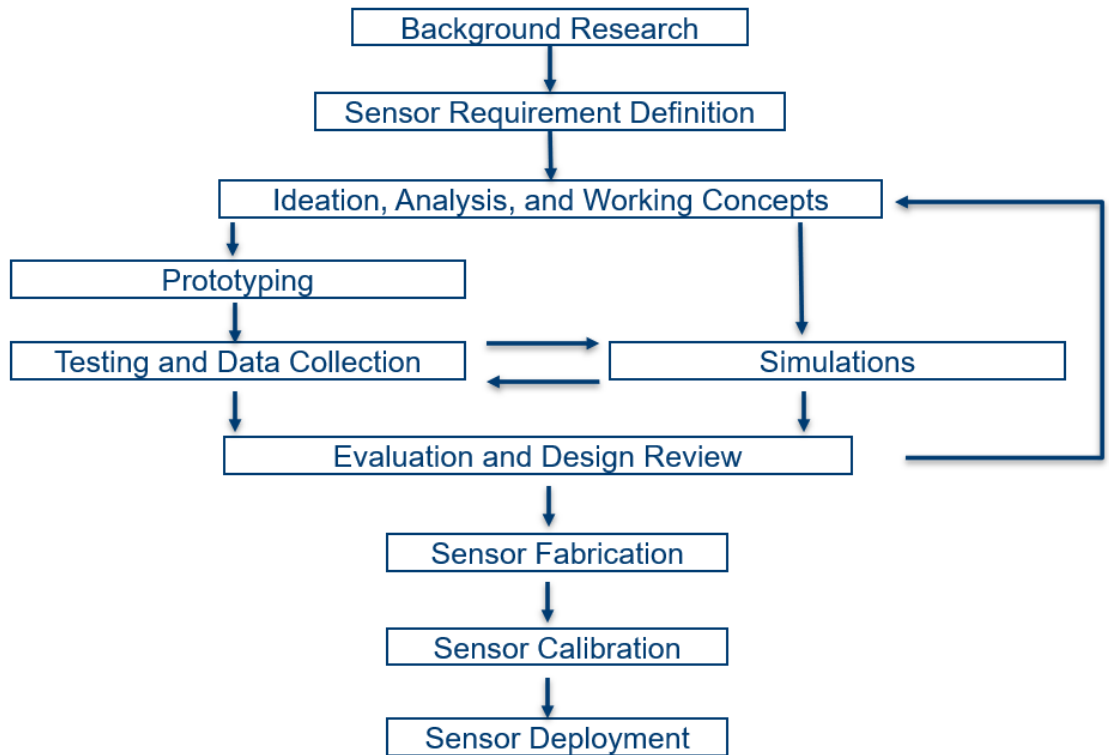 Background Research
Sensor Requirement Definition
Ideation, Analysis, and Working Concepts
Prototyping
Testing and Data Collection
Simulations
Evaluation and Design Review
Sensor Fabrication
Sensor Calibration
Sensor Deployment